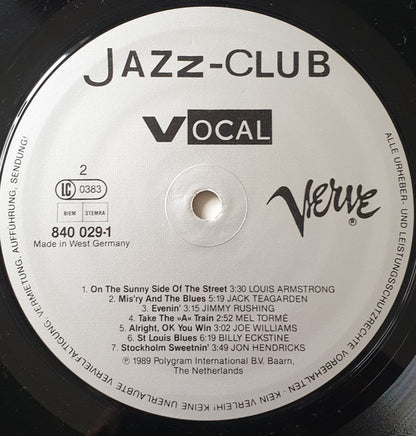 JAZZ-CLUB
VOCAL
2
LC 0383
BIEM STEMRA
840 029-1
Made in West Germany
Verve ®
1. On The Sunny Side Of The Street 3:30 LOUIS ARMSTRONG
2. Mis'ry And The Blues 5:19 JACK TEAGARDEN
3. Evenin' 3:15 JIMMY RUSHING
4. Take The »A« Train 2:52 MEL TORMÉ
5. Alright, OK You Win 3:02 JOE WILLIAMS
6. St Louis Blues 6:19 BILLY ECKSTINE
7. Stockholm Sweetnin' 3:49 JON HENDRICKS
℗ 1989 Polygram International B.V. Baarn,
The Netherlands
ALLE URHEBER- UND LEISTUNGSSCHUTZRECHTE VORBEHALTEN · KEIN VERLEIH! KEINE UNERLAUBTE VERVIELFÄLTIGUNG, VERMIETUNG, AUFFÜHRUNG, SENDUNG!